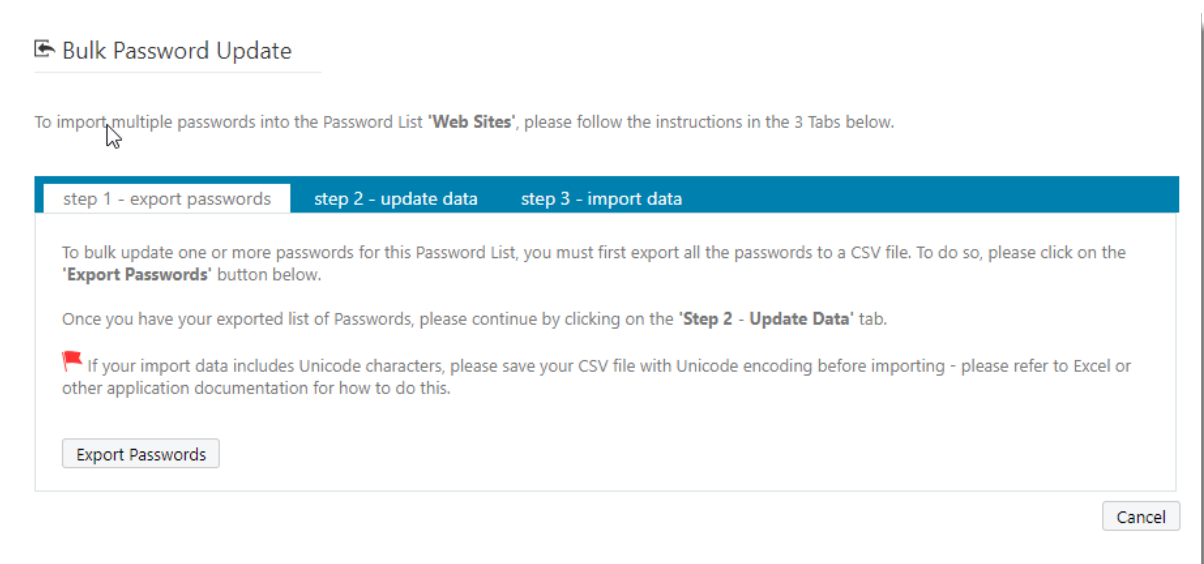 Bulk Password Update
To import multiple passwords into the Password List 'Web Sites', please follow the instructions in the 3 Tabs below.
step 1 - export passwords step 2 - update data step 3 - import data
To bulk update one or more passwords for this Password List, you must first export all the passwords to a CSV file. To do so, please click on the
'Export Passwords' button below.
Once you have your exported list of Passwords, please continue by clicking on the 'Step 2 - Update Data' tab.
If your import data includes Unicode characters, please save your CSV file with Unicode encoding before importing - please refer to Excel or
other application documentation for how to do this.
Export Passwords
Cancel